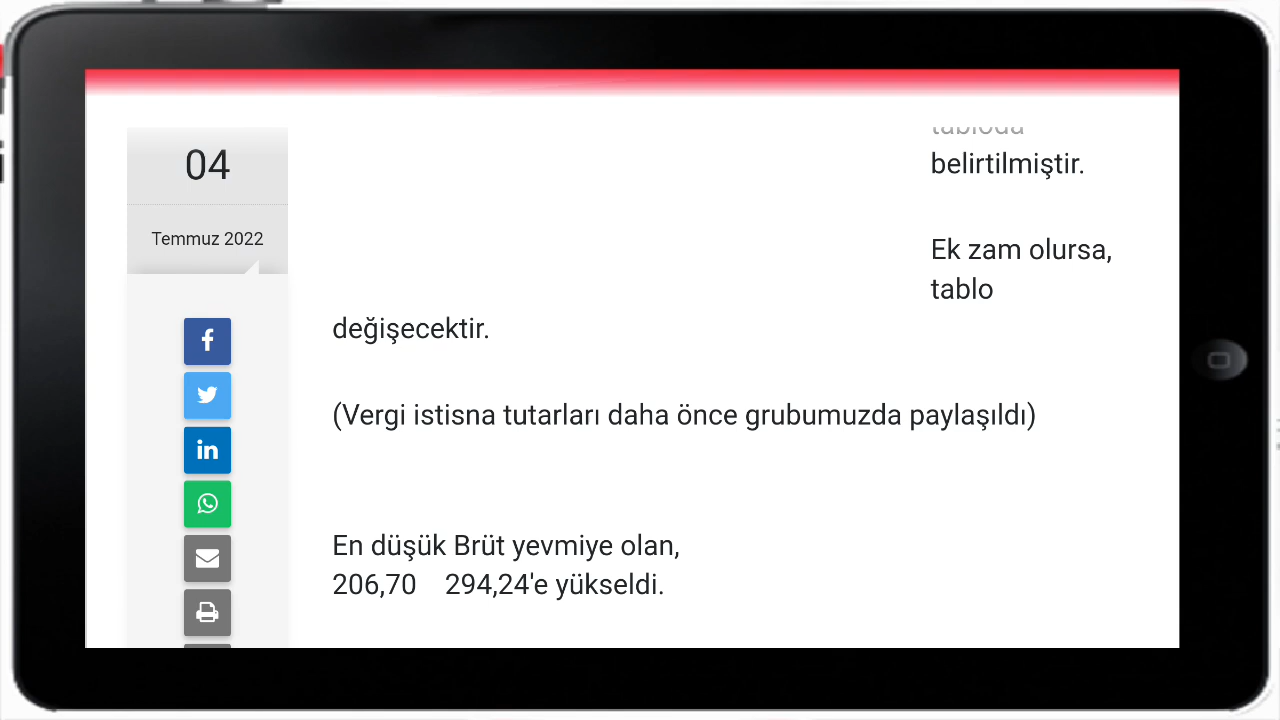 04
Temmuz 2022
tabloda
belirtilmiştir.
Ek zam olursa,
tablo
değişecektir.
(Vergi istisna tutarları daha önce grubumuzda paylaşıldı)
En düşük Brüt yevmiye olan,
206,70 294,24'e yükseldi.